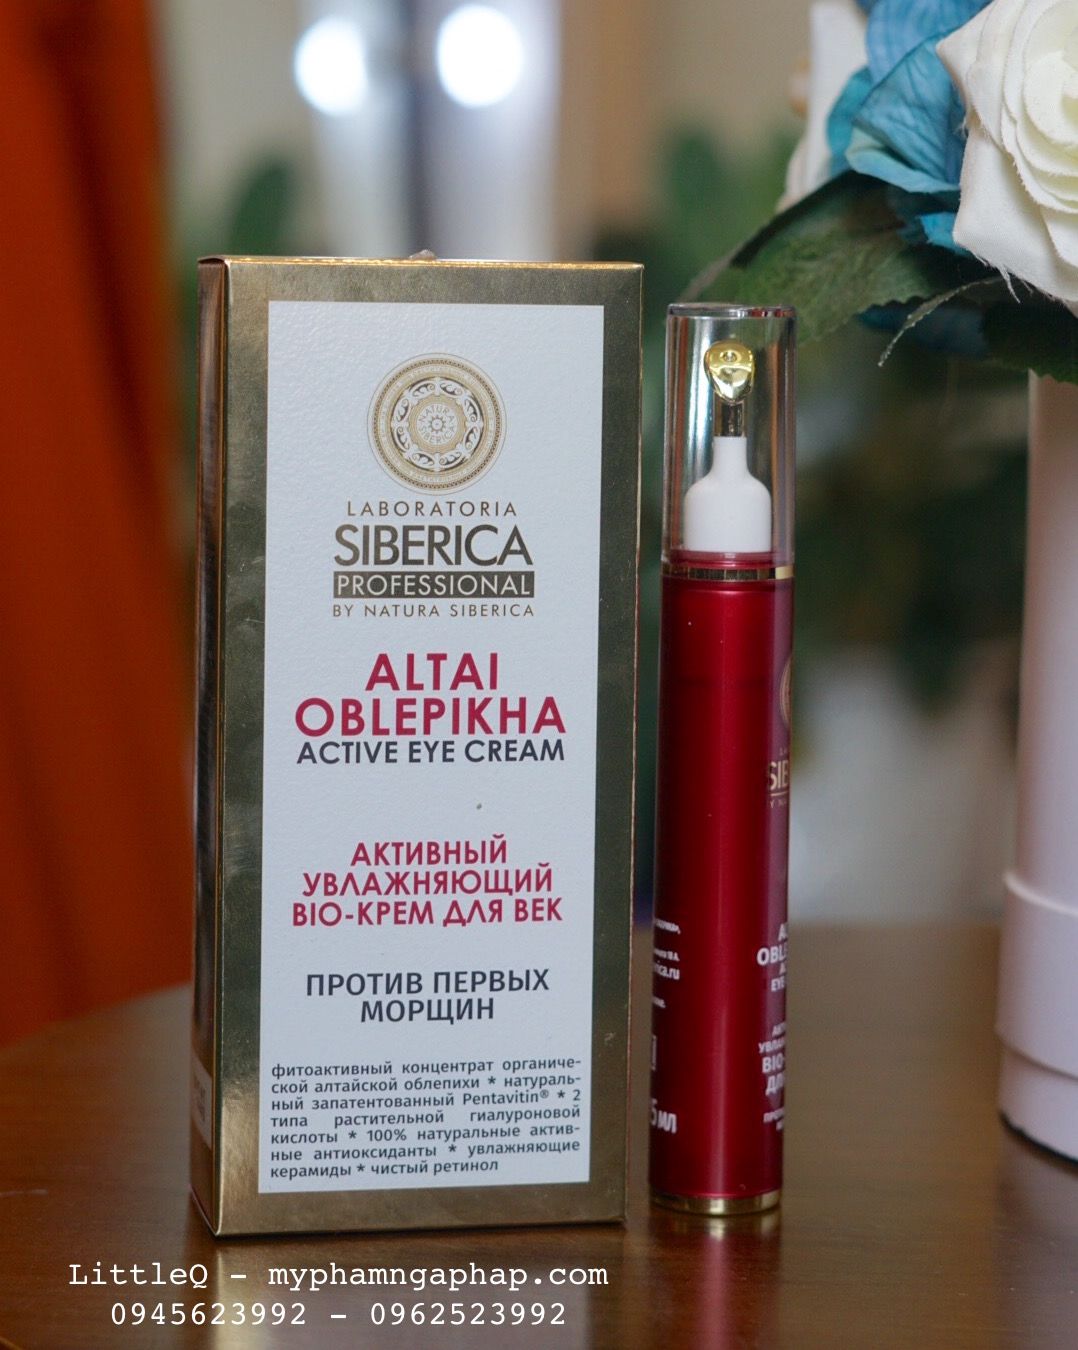 NATURA
SIBERICA
LABORATORIA
SIBERICA
PROFESSIONAL
BY NATURA SIBERICA
ALTAI
OBLEPIKHA
ACTIVE EYE CREAM
АКТИВНЫЙ
УВЛАЖНЯЮЩИЙ
BIO-КРЕМ ДЛЯ ВЕК
ПРОТИВ ПЕРВЫХ
МОРЩИН
фитоактивный концентрат органиче-
ской алтайской облепихи * натураль-
ный запатентованный Pentavitin® * 2
типа растительной гиалуроновой
кислоты * 100% натуральные актив-
ные антиоксиданты * увлажняющие
керамиды * чистый ретинол
LittleQ - myphamngaphap.com
0945623992 - 0962523992